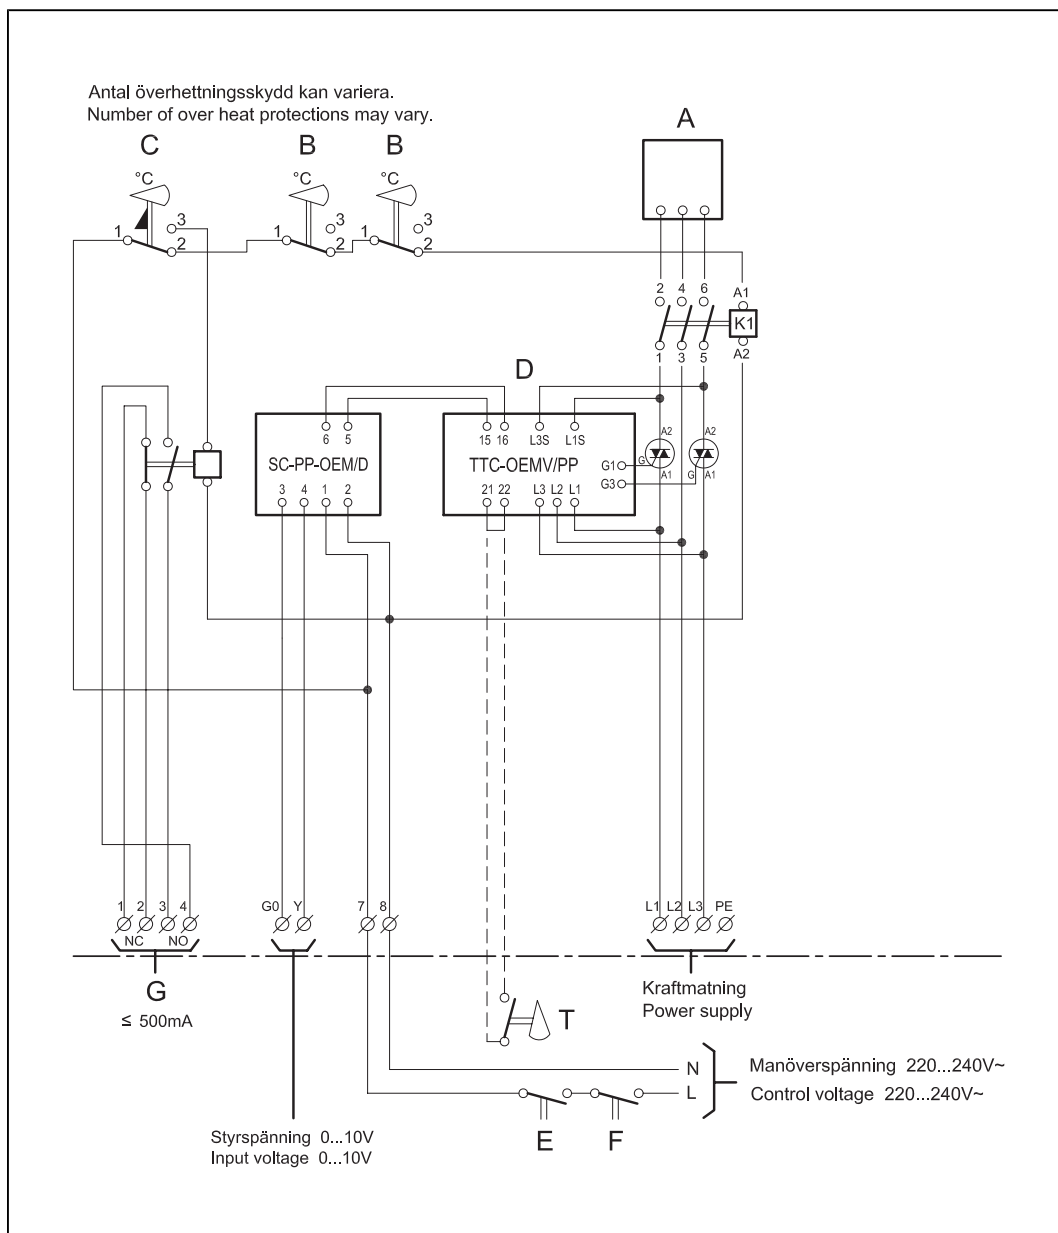 Antal överhettningsskydd kan variera.
Number of over heat protections may vary.
C B B A
°C °C °C
3 3 3
1 2 1 2 1 2
2 4 6 A1
K1
1 3 5 A2
D
6 5 15 16 L3S L1S A2 A2
SC-PP-OEM/D TTC-OEMV/PP G1 G G
3 4 1 2 21 22 L3 L2 L1 G3 A1 A1
1 2 3 4 G0 Y 7 8 L1 L2 L3 PE
NC NO
G
≤ 500mA
Kraftmatning
Power supply
T
N
L
Manöverspänning 220...240V~
Control voltage 220...240V~
E F
Styrspänning 0...10V
Input voltage 0...10V